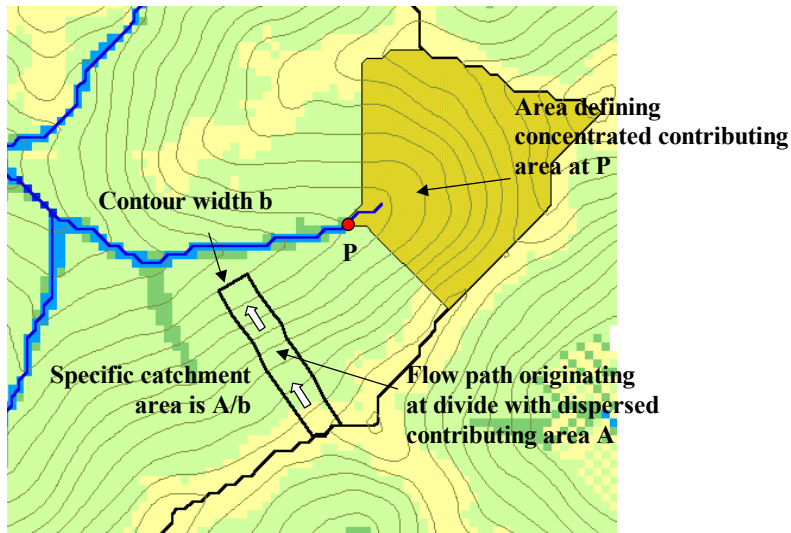 Area defining
concentrated contributing
area at P
Contour width b
P
Specific catchment
area is A/b
Flow path originating
at divide with dispersed
contributing area A